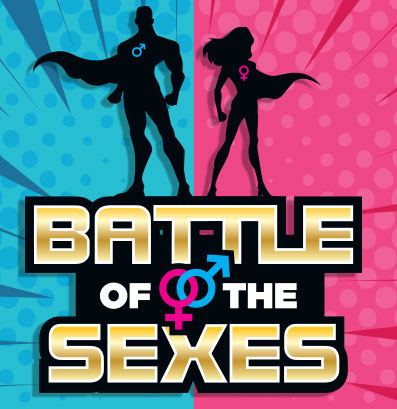 BATTLE
OF THE
SEXES